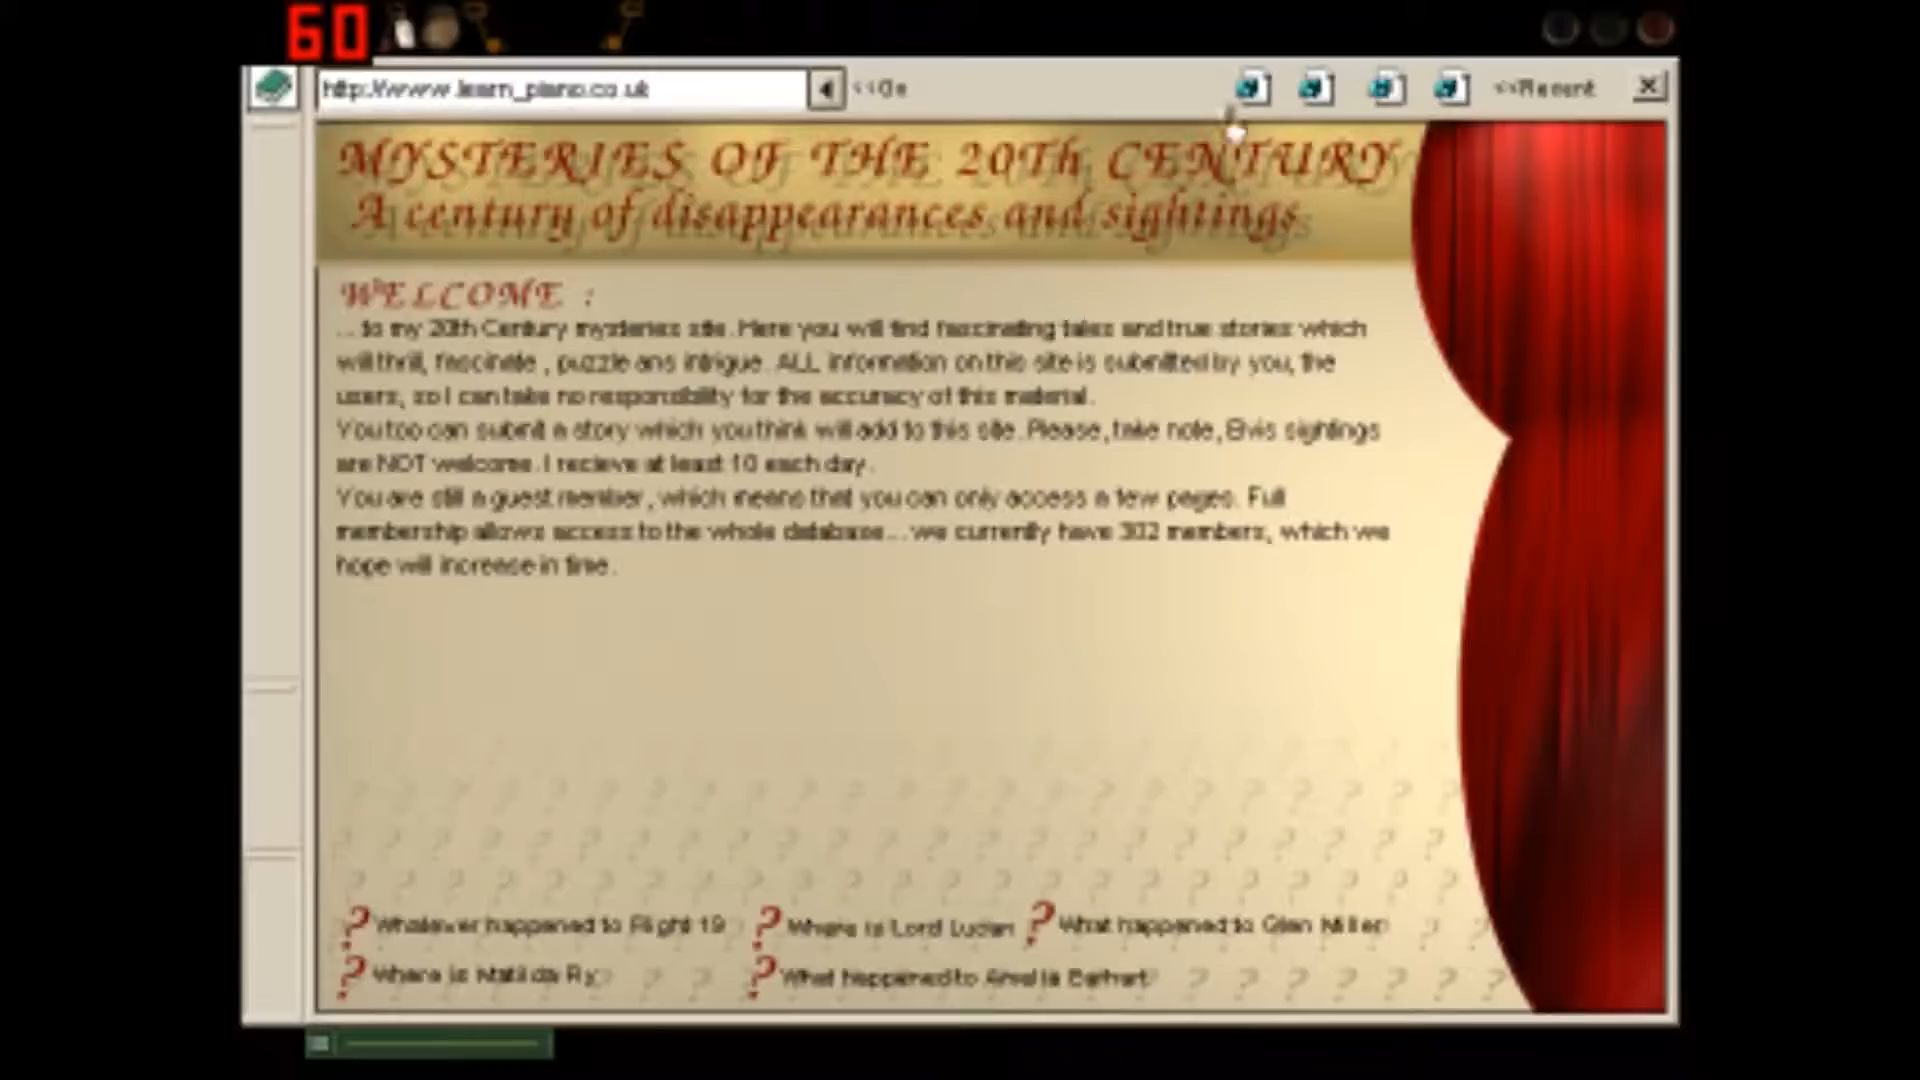 60
http://www.learn_piano.co.uk
<<Go
<<Recent
MYSTERIES OF THE 20Th CENTURY
A century of disappearances and sightings
WELCOME :
... to my 20th Century mysteries site. Here you will find fascinating tales and true stories which
will thrill, fascinate , puzzle ans intrigue. ALL information on this site is submitted by you, the
users, so I can take no responsibility for the accuracy of this material.
You too can submit a story which you think will add to this site. Please, take note, Elvis sightings
are NOT welcome. I recieve at least 10 each day.
You are still a guest member, which means that you can only access a few pages. Full
membership allows access to the whole database... we currently have 302 members, which we
hope will increase in time.
? Whatever happened to Flight 19 ? Where is Lord Lucan ? What happened to Glen Miller
? Where is Matilda Fly ? What happened to Amelia Earhart